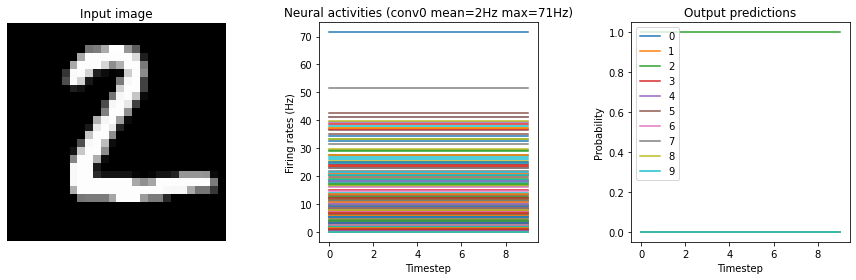 Input image
2
Neural activities (conv0 mean=2Hz max=71Hz)
Firing rates (Hz)
70
60
50
40
30
20
10
0
0 2 4 6 8
Timestep
Output predictions
Probability
1.0
0.8
0.6
0.4
0.2
0.0
0
1
2
3
4
5
6
7
8
9
0 2 4 6 8
Timestep